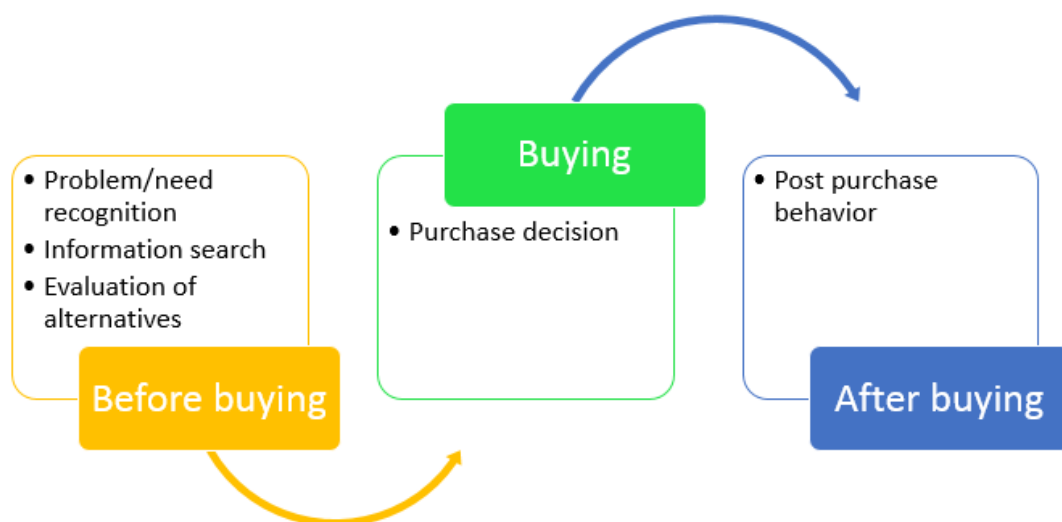 • Problem/need
recognition
• Information search
• Evaluation of
alternatives
Before buying
Buying
• Purchase decision
• Post purchase
behavior
After buying